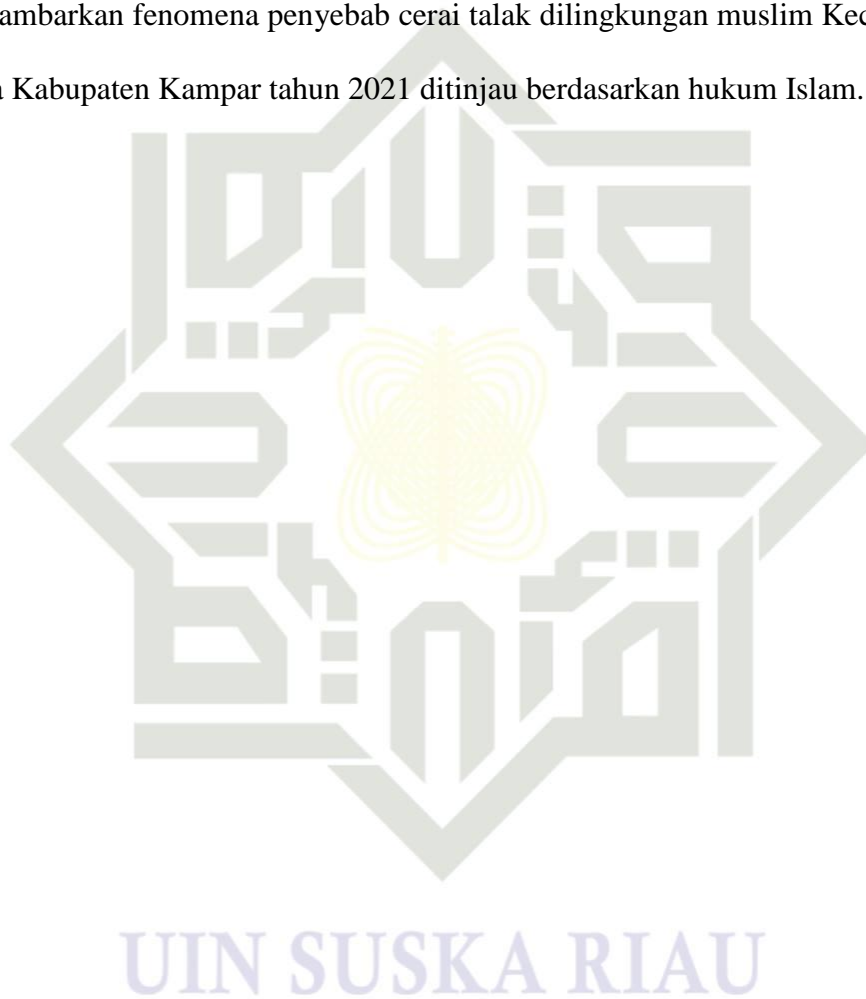 ambarkan fenomena penyebab cerai talak dilingkungan muslim Kec
Kabupaten Kampar tahun 2021 ditinjau berdasarkan hukum Islam.
UIN SUSKA RIAU